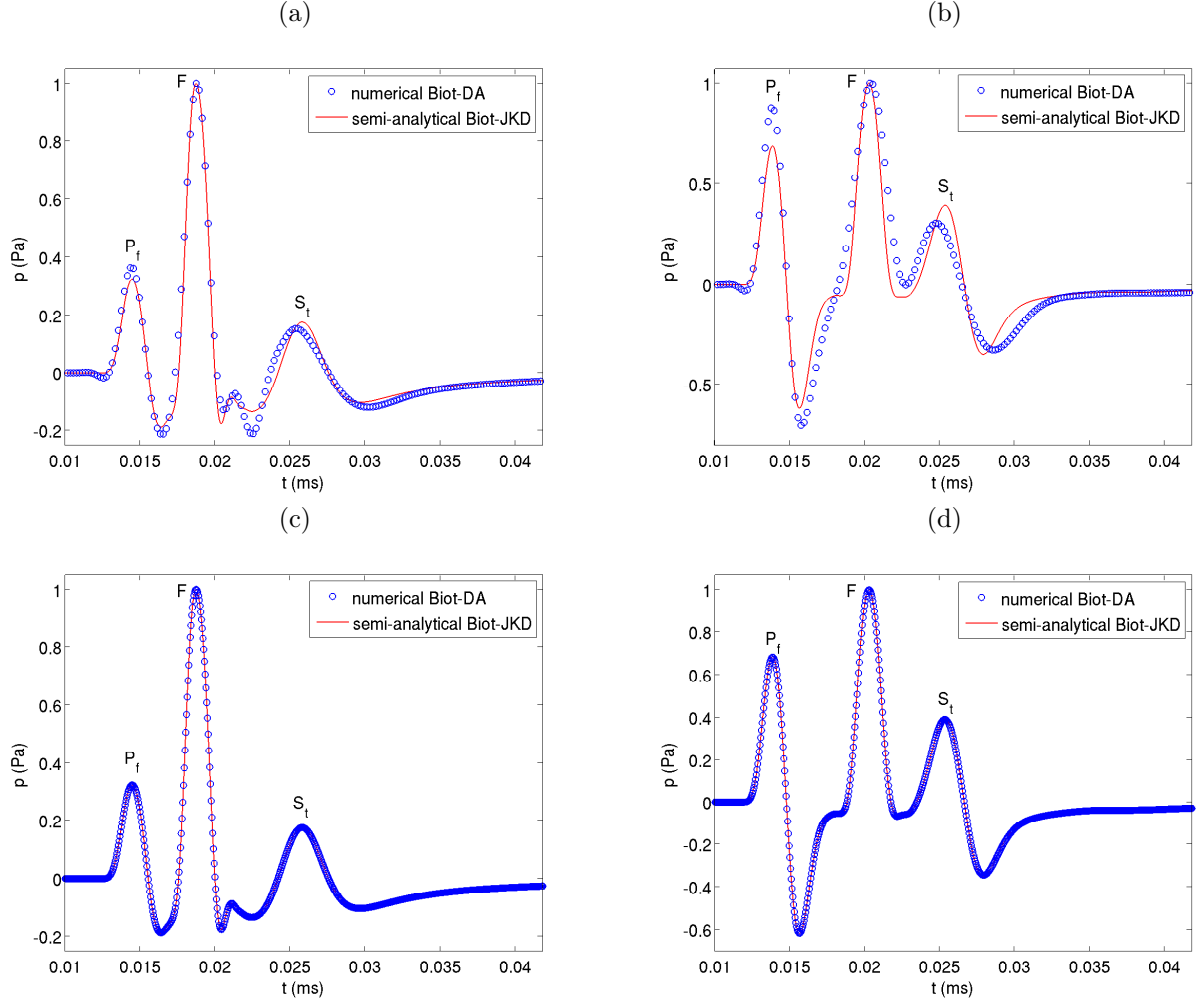 (a)
F
numerical Biot-DA
semi-analytical Biot-JKD
P_f
S_t
p (Pa)
1
0.8
0.6
0.4
0.2
0
-0.2
0.01 0.015 0.02 0.025 0.03 0.035 0.04
t (ms)
(b)
P_f
F
numerical Biot-DA
semi-analytical Biot-JKD
S_t
p (Pa)
1
0.5
0
0.5
0.01 0.015 0.02 0.025 0.03 0.035 0.04
t (ms)
(c)
F
numerical Biot-DA
semi-analytical Biot-JKD
P_f
S_t
p (Pa)
1
0.8
0.6
0.4
0.2
0
-0.2
0.01 0.015 0.02 0.025 0.03 0.035 0.04
t (ms)
(d)
F
numerical Biot-DA
semi-analytical Biot-JKD
P_f
S_t
p (Pa)
1
0.8
0.6
0.4
0.2
0
-0.2
-0.4
-0.6
0.01 0.015 0.02 0.025 0.03 0.035 0.04
t (ms)